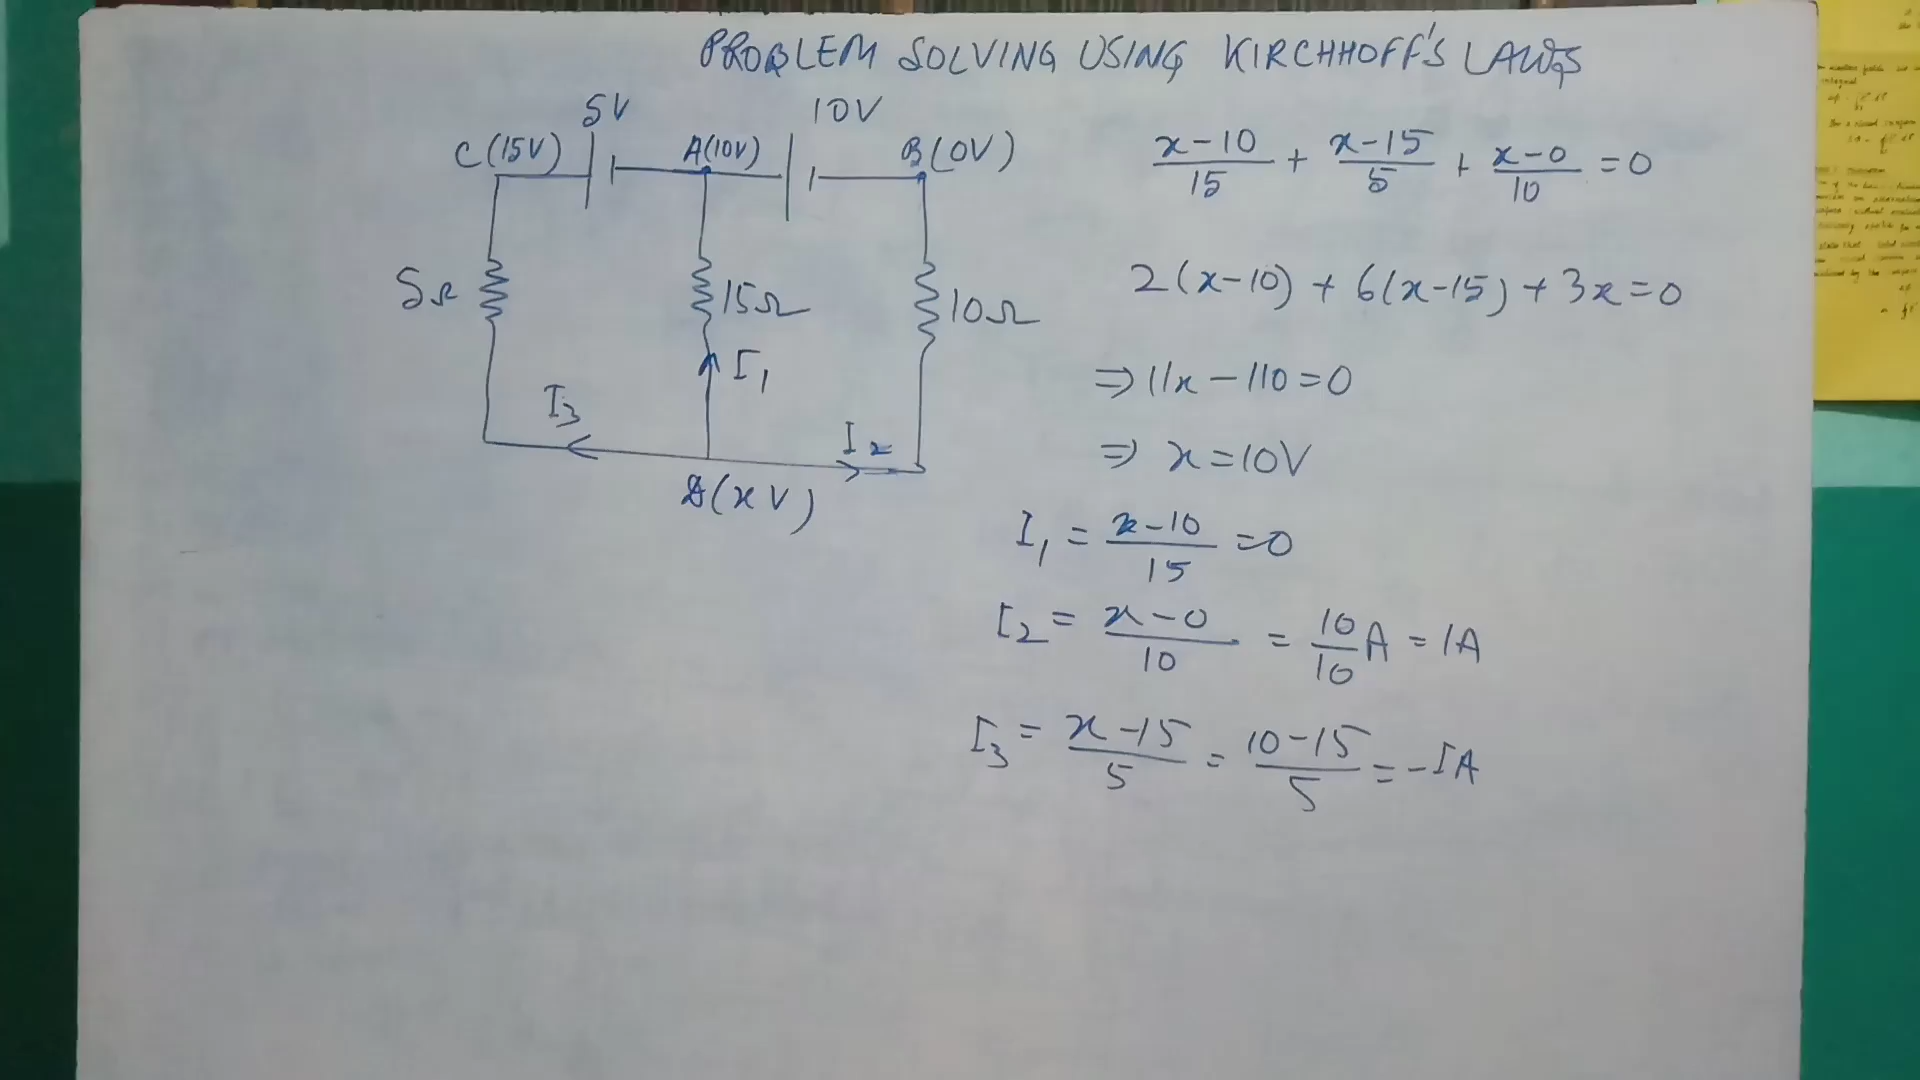 PROBLEM SOLVING USING KIRCHHOFF'S LAWS
5V
10V
C(15V)
A(10V)
B(0V)
5Ω
15Ω
10Ω
I₁
I₃
I₂
D(x V)
(x-10)/15 + (x-15)/5 + (x-0)/10 = 0
2(x-10) + 6(x-15) + 3x = 0
⇒ 11x - 110 = 0
⇒ x = 10V
I₁ = (x-10)/15 = 0
I₂ = (x-0)/10 = 10/10 A = 1A
I₃ = (x-15)/5 = (10-15)/5 = -1A